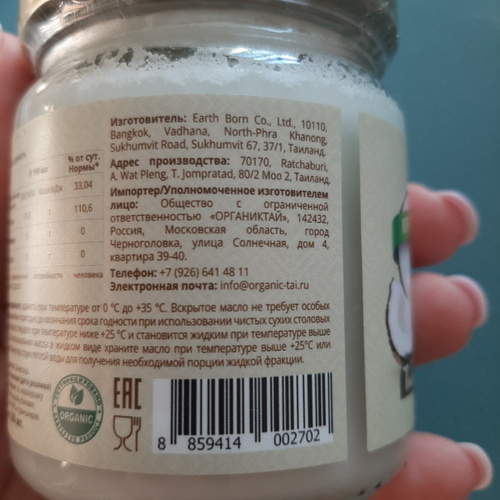 Изготовитель: Earth Born Co., Ltd., 10110,
Bangkok, Vadhana, North-Phra Khanong,
Sukhumvit Road, Sukhumvit 67, 37/1, Таиланд.
Адрес производства: 70170, Ratchaburi,
A. Wat Pleng, T. Jompratad, 80/2 Moo 2, Таиланд.
Импортер/Уполномоченное изготовителем
лицо: Общество с ограниченной
ответственностью «ОРГАНИКТАЙ», 142432,
Россия, Московская область, город
Черноголовка, улица Солнечная, дом 4,
квартира 39-40.
Телефон: +7 (926) 641 48 11
Электронная почта: info@organic-tai.ru
% от сут.
Нормы*
33,04
110,6
0
0
потребности человека
при температуре от 0 °C до +35 °C. Вскрытое масло не требует особых
до окончания срока годности при использовании чистых сухих столовых
при температуре ниже +25 °C и становится жидким при температуре выше
в жидком виде храните масло при температуре выше +25°C или
теплой воды для получения необходимой порции жидкой фракции.
ORGANIC
EAC
8 859414 002702